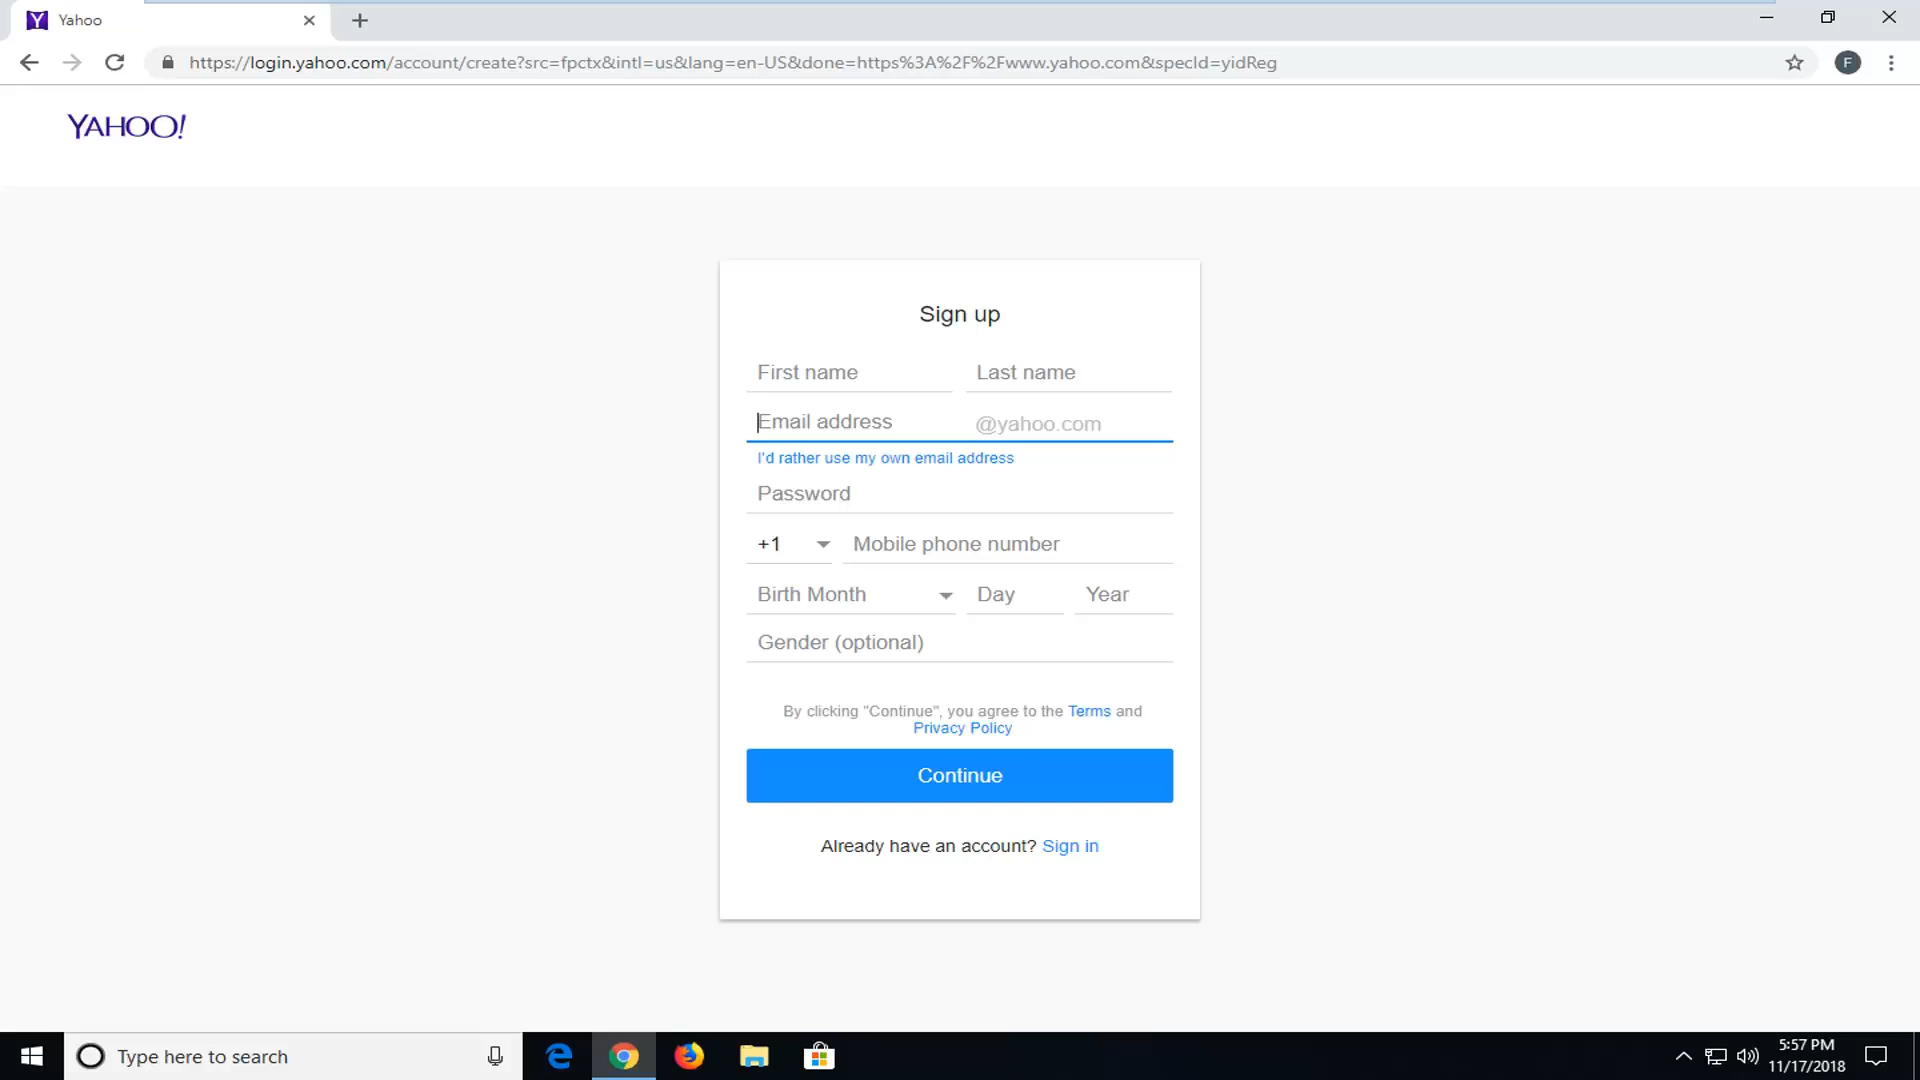 Yahoo
https://login.yahoo.com/account/create?src=fpctx&intl=us&lang=en-US&done=https%3A%2F%2Fwww.yahoo.com&specId=yidReg
F
YAHOO!
Sign up
First name Last name
Email address @yahoo.com
I'd rather use my own email address
Password
+1 Mobile phone number
Birth Month Day Year
Gender (optional)
By clicking "Continue", you agree to the Terms and
Privacy Policy
Continue
Already have an account? Sign in
Type here to search
5:57 PM
11/17/2018